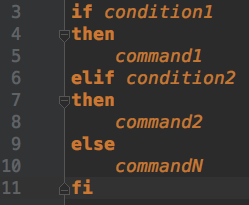 3 if condition1
4 then
5 command1
6 elif condition2
7 then
8 command2
9 else
10 commandN
11 fi